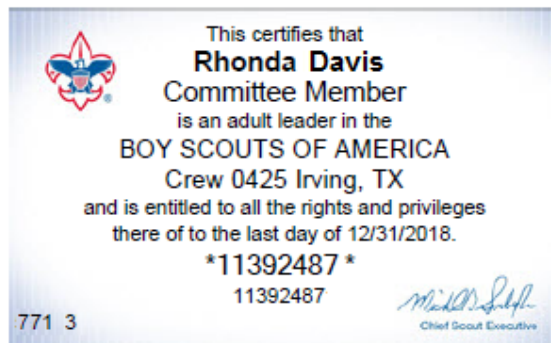 This certifies that
Rhonda Davis
Committee Member
is an adult leader in the
BOY SCOUTS OF AMERICA
Crew 0425 Irving, TX
and is entitled to all the rights and privileges
there of to the last day of 12/31/2018.
*11392487 *
11392487
771 3
Chief Scout Executive